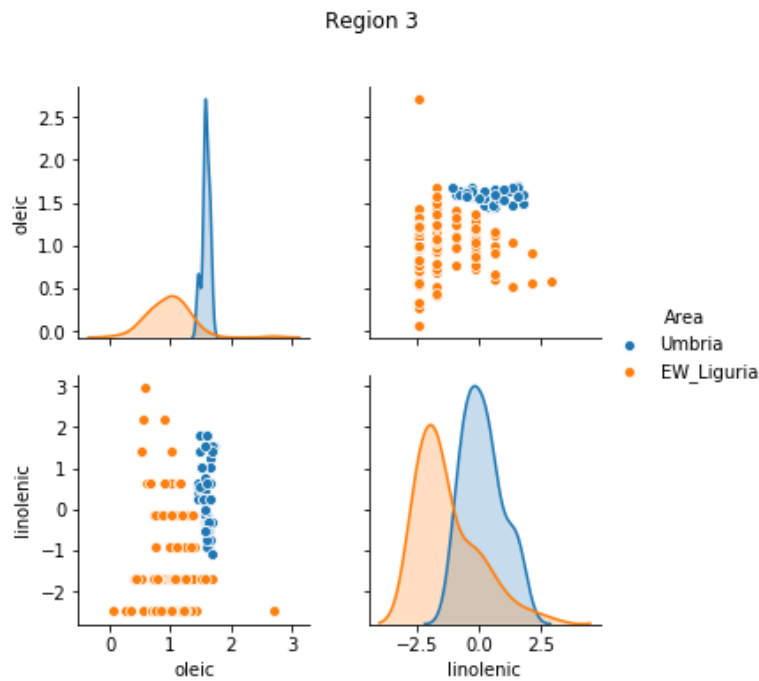 Region 3
oleic
2.5
2.0
1.5
1.0
0.5
0.0
Area
Umbria
EW_Liguria
linolenic
3
2
1
0
−1
−2
0 1 2 3
oleic
−2.5 0.0 2.5
linolenic